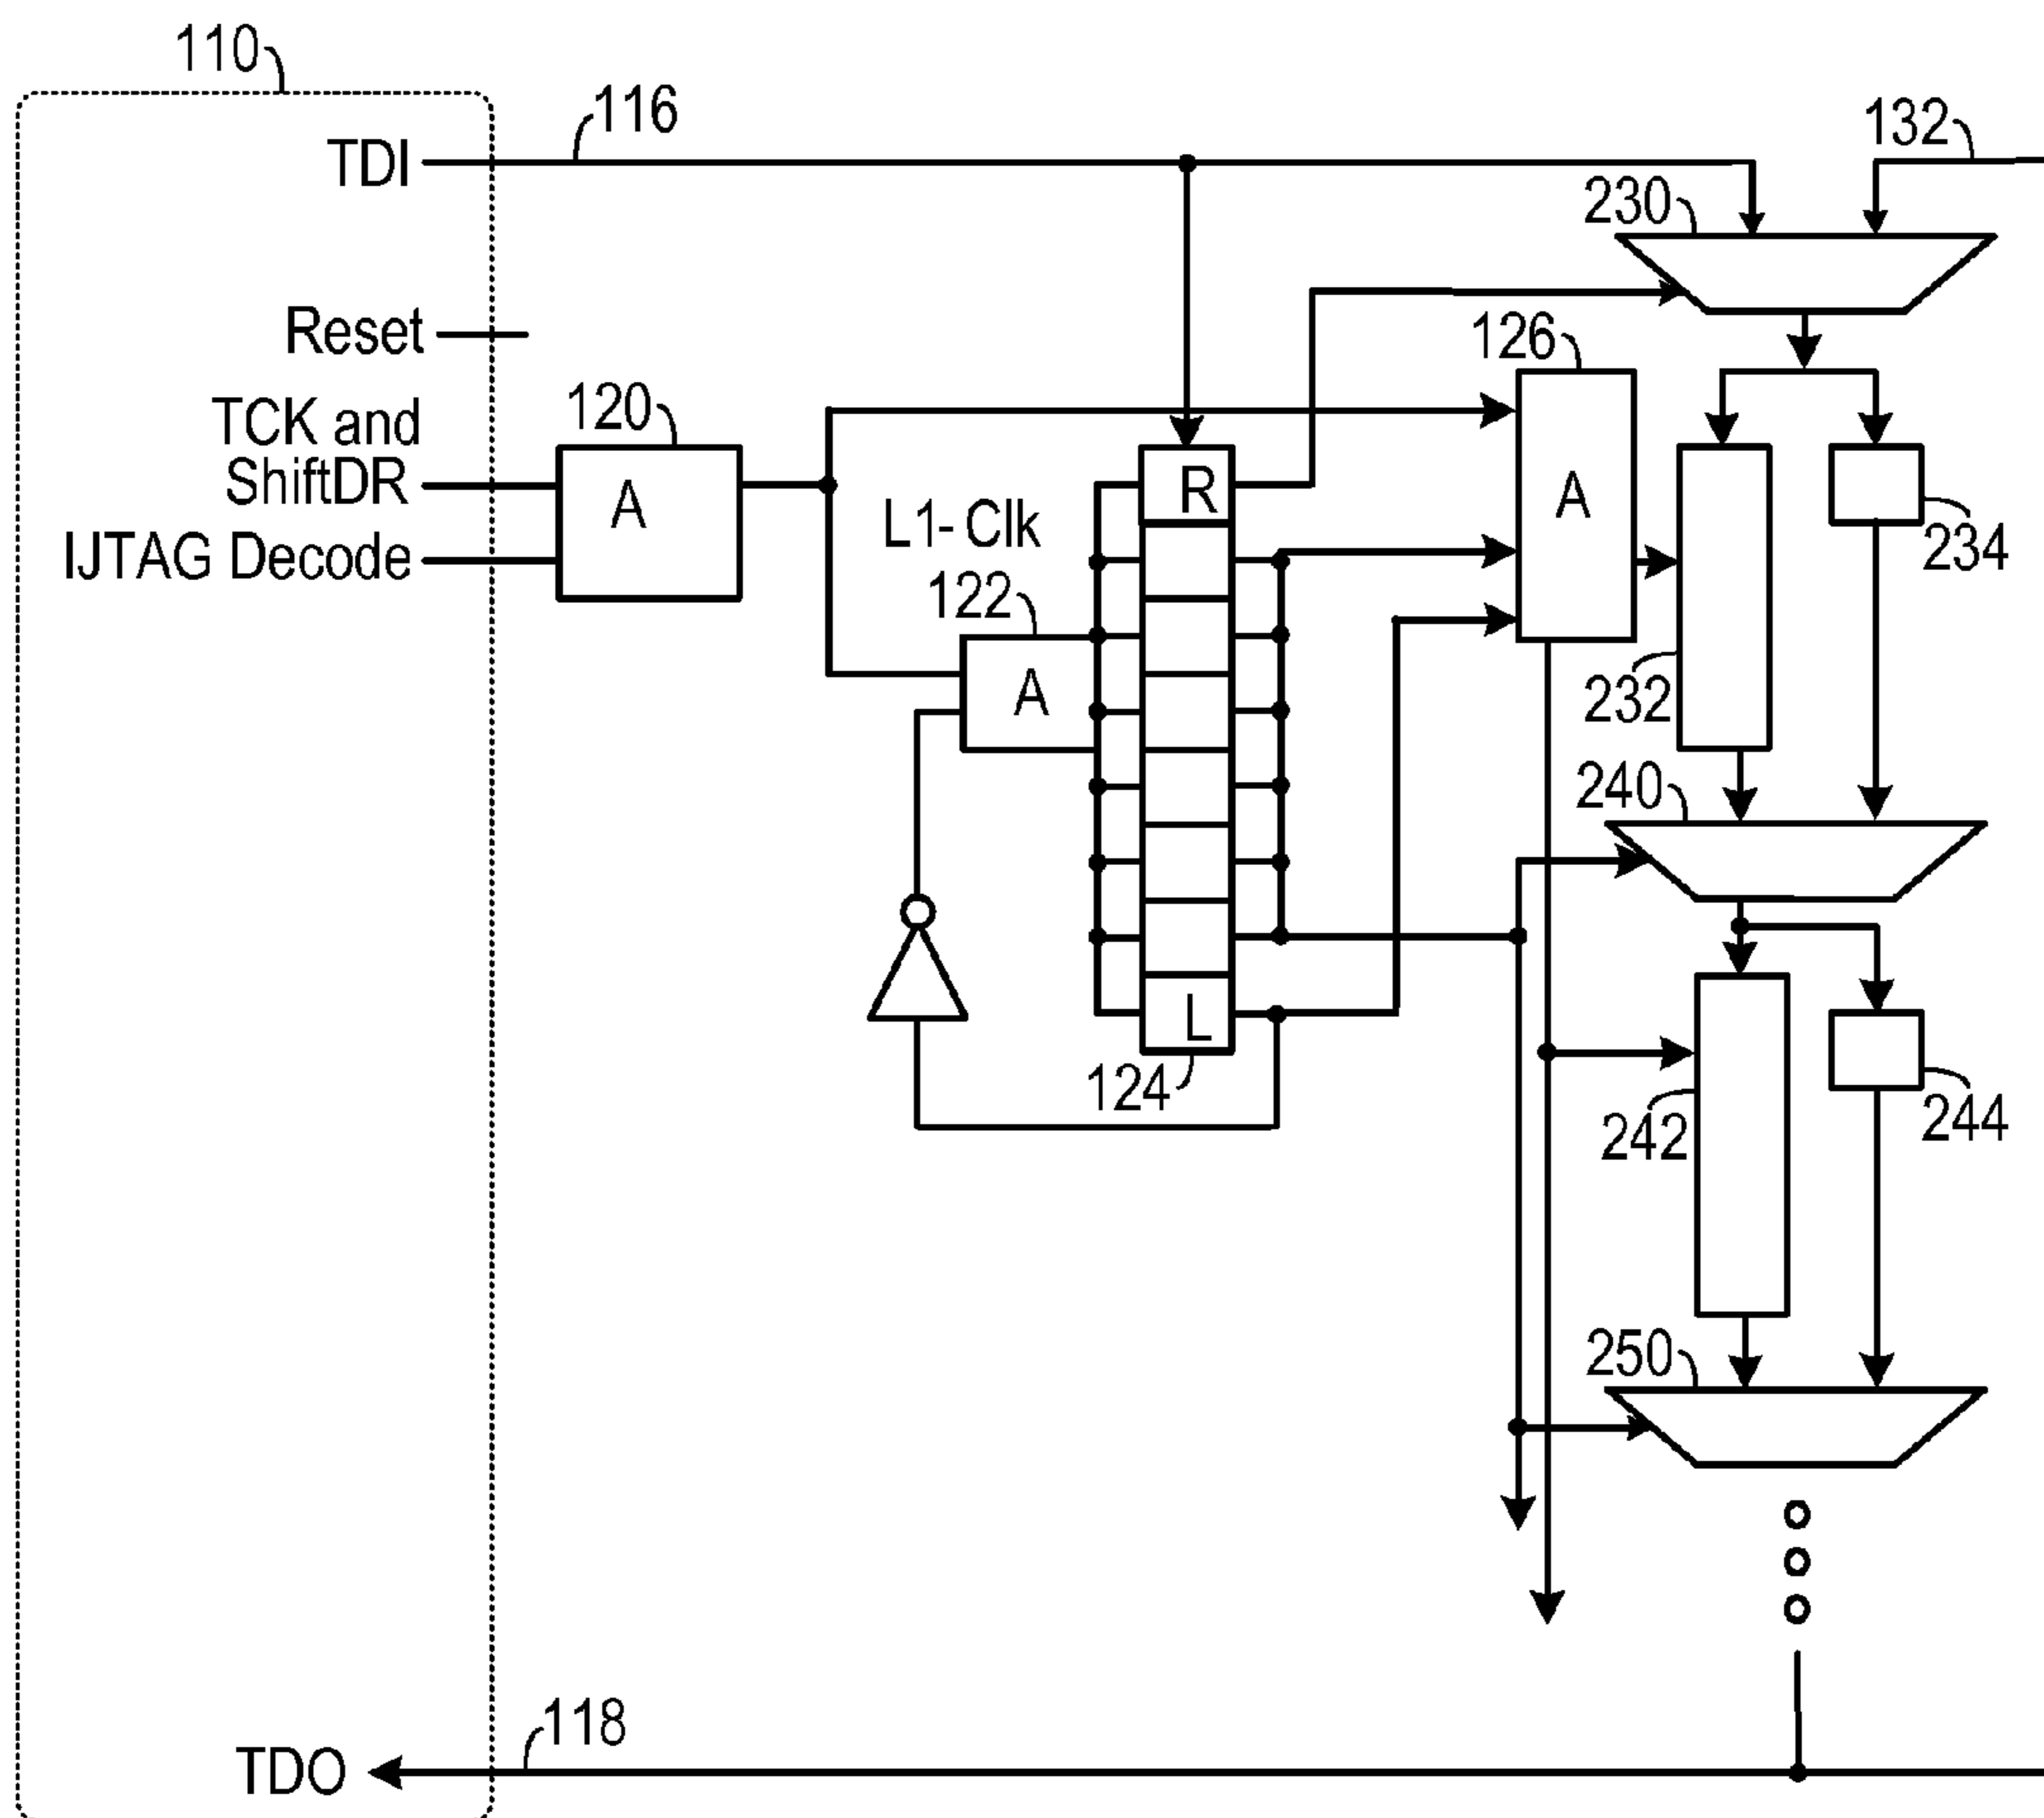 110
116
TDI
132
230
Reset
126
TCK and
ShiftDR
120
A
R
A
L1- Clk
IJTAG Decode
234
122
A
232
240
L
124
242
244
250
118
TDO